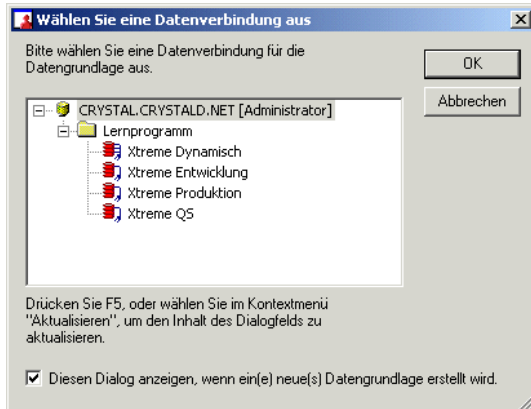 Wählen Sie eine Datenverbindung aus
Bitte wählen Sie eine Datenverbindung für die
Datengrundlage aus.
OK
Abbrechen
CRYSTAL.CRYSTALD.NET [Administrator]
Lernprogramm
Xtreme Dynamisch
Xtreme Entwicklung
Xtreme Produktion
Xtreme QS
Drücken Sie F5, oder wählen Sie im Kontextmenü
"Aktualisieren", um den Inhalt des Dialogfelds zu
aktualisieren.
Diesen Dialog anzeigen, wenn ein(e) neue(s) Datengrundlage erstellt wird.